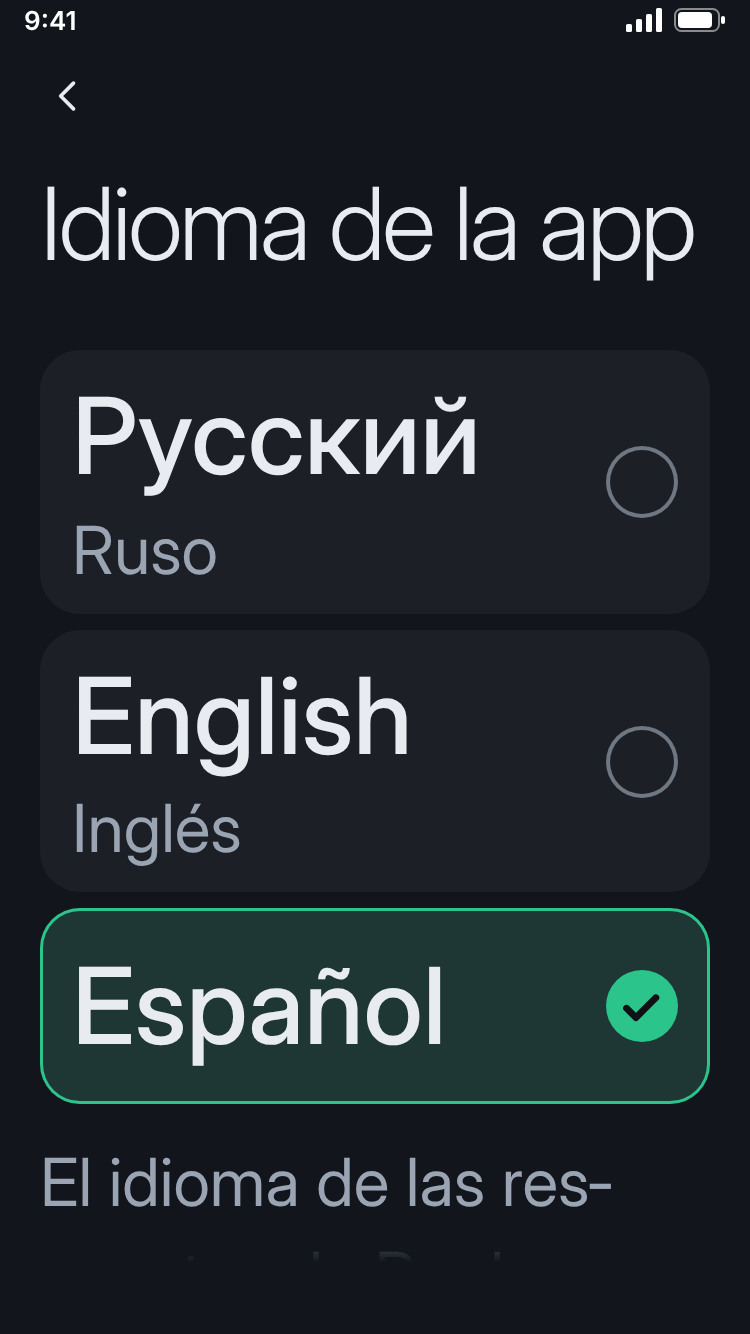 9:41
Idioma de la app
Русский
Ruso
English
Inglés
Español
El idioma de las res-